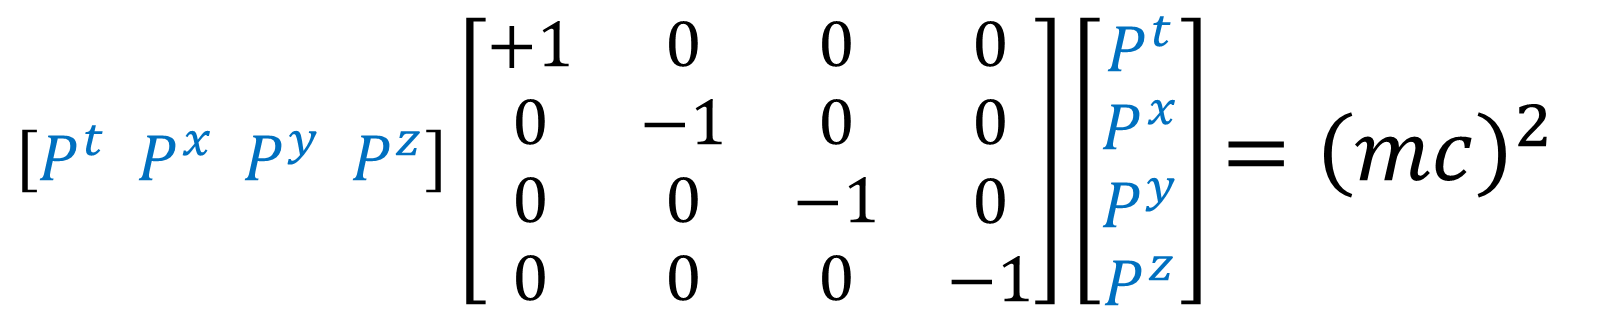 [Pᵗ Pˣ Pʸ Pᶻ] [+1 0 0 0 0 −1 0 0 0 0 −1 0 0 0 0 −1] [Pᵗ Pˣ Pʸ Pᶻ] = (mc)²